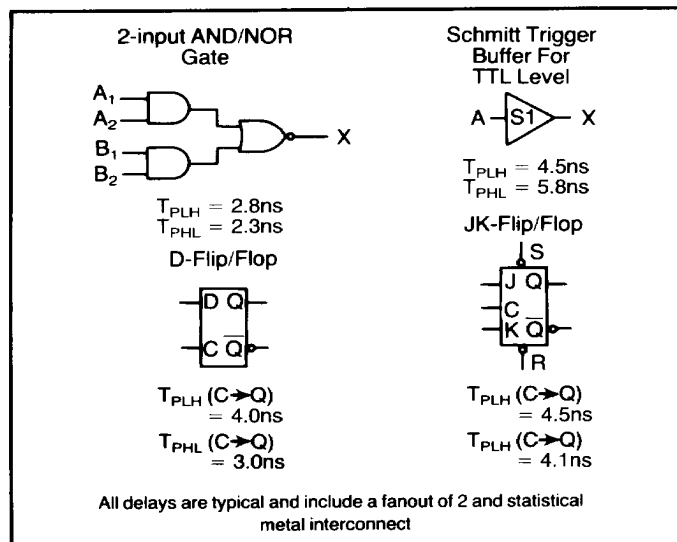 2-input AND/NOR
Gate
A1
A2
B1
B2
X
TPLH = 2.8ns
TPHL = 2.3ns
Schmitt Trigger
Buffer For
TTL Level
A
S1
X
TPLH = 4.5ns
TPHL = 5.8ns
D-Flip/Flop
D Q
C Q̅
TPLH (C→Q)
= 4.0ns
TPHL (C→Q)
= 3.0ns
JK-Flip/Flop
S
J Q
C
K Q̅
R
TPLH (C→Q)
= 4.5ns
TPLH (C→Q)
= 4.1ns
All delays are typical and include a fanout of 2 and statistical
metal interconnect